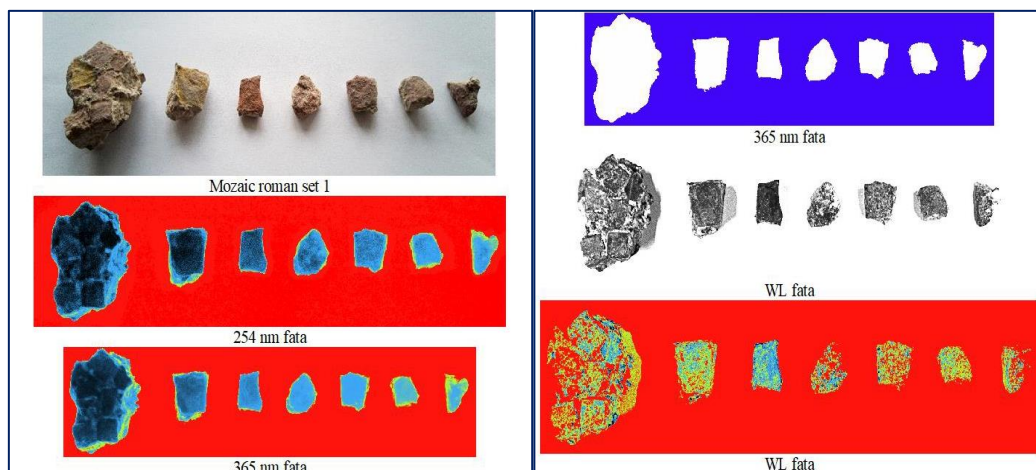 Mozaic roman set 1
254 nm fata
365 nm fata
365 nm fata
WL fata
WL fata